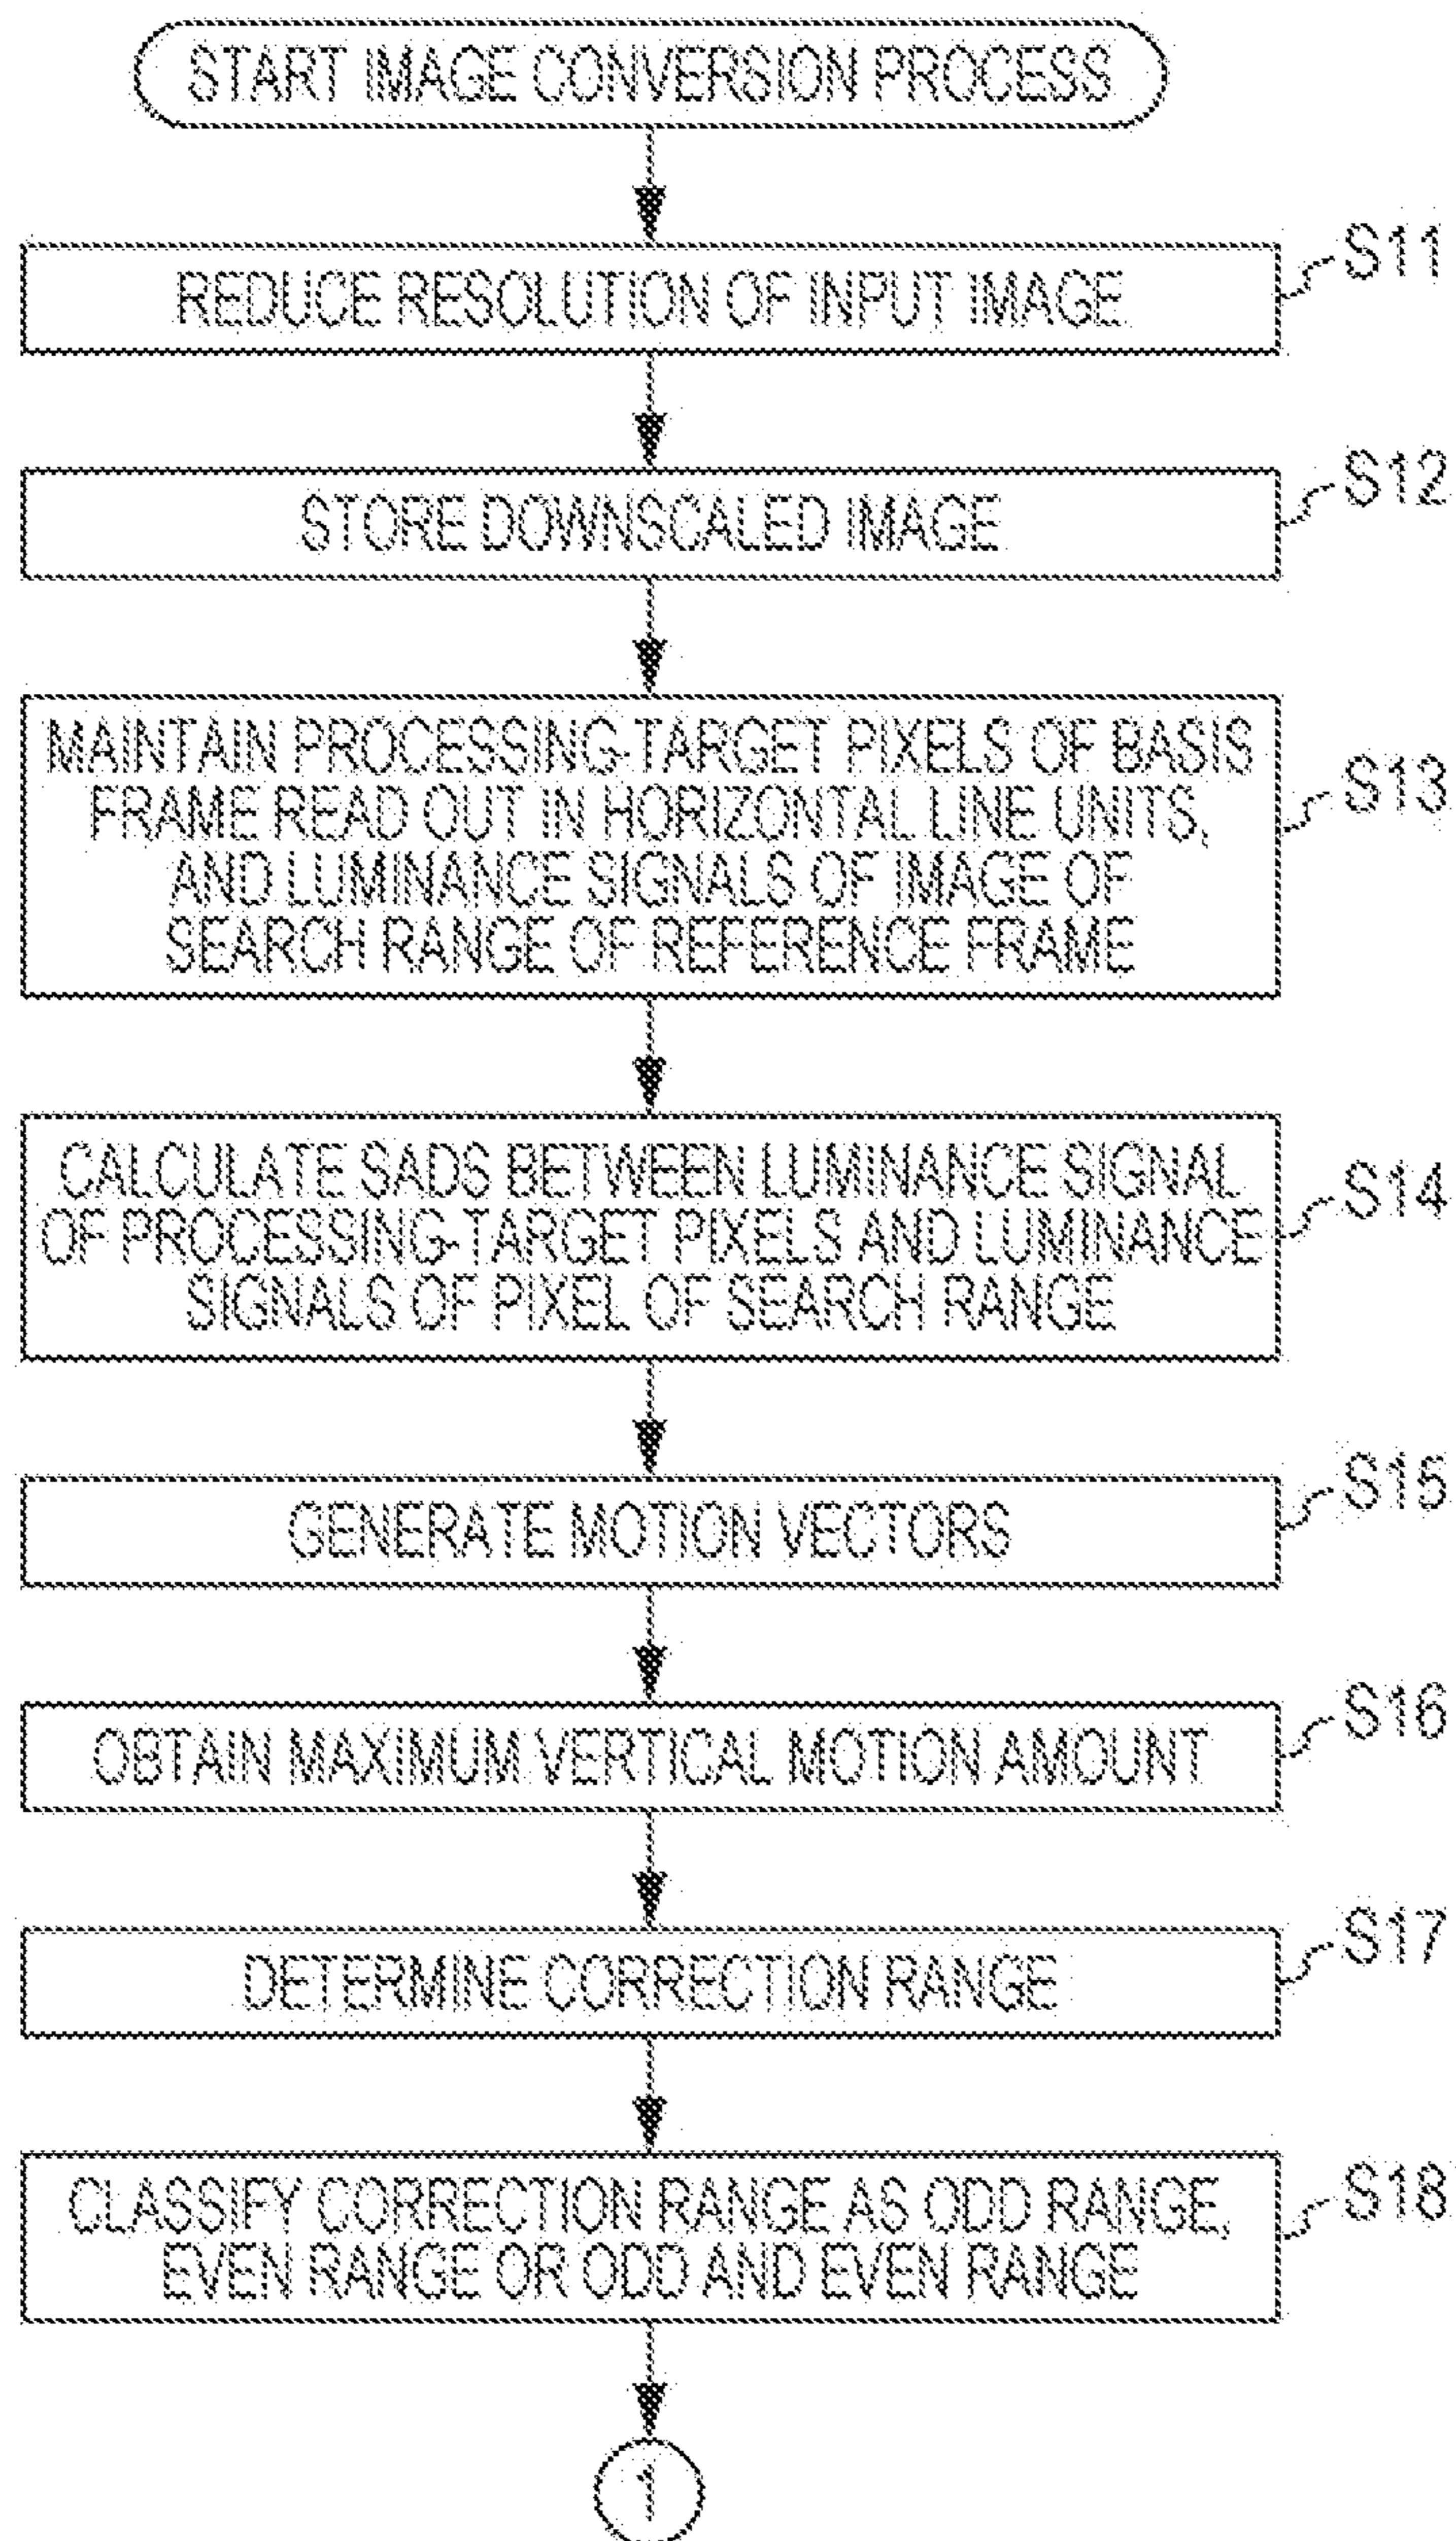 START IMAGE CONVERSION PROCESS
S11
REDUCE RESOLUTION OF INPUT IMAGE
S12
STORE DOWNSCALED IMAGE
S13
MAINTAIN PROCESSING-TARGET PIXELS OF BASIS
FRAME READ OUT IN HORIZONTAL LINE UNITS,
AND LUMINANCE SIGNALS OF IMAGE OF
SEARCH RANGE OF REFERENCE FRAME
S14
CALCULATE SADS BETWEEN LUMINANCE SIGNAL
OF PROCESSING-TARGET PIXELS AND LUMINANCE
SIGNALS OF PIXEL OF SEARCH RANGE
S15
GENERATE MOTION VECTORS
S16
OBTAIN MAXIMUM VERTICAL MOTION AMOUNT
S17
DETERMINE CORRECTION RANGE
S18
CLASSIFY CORRECTION RANGE AS ODD RANGE,
EVEN RANGE OR ODD AND EVEN RANGE
1